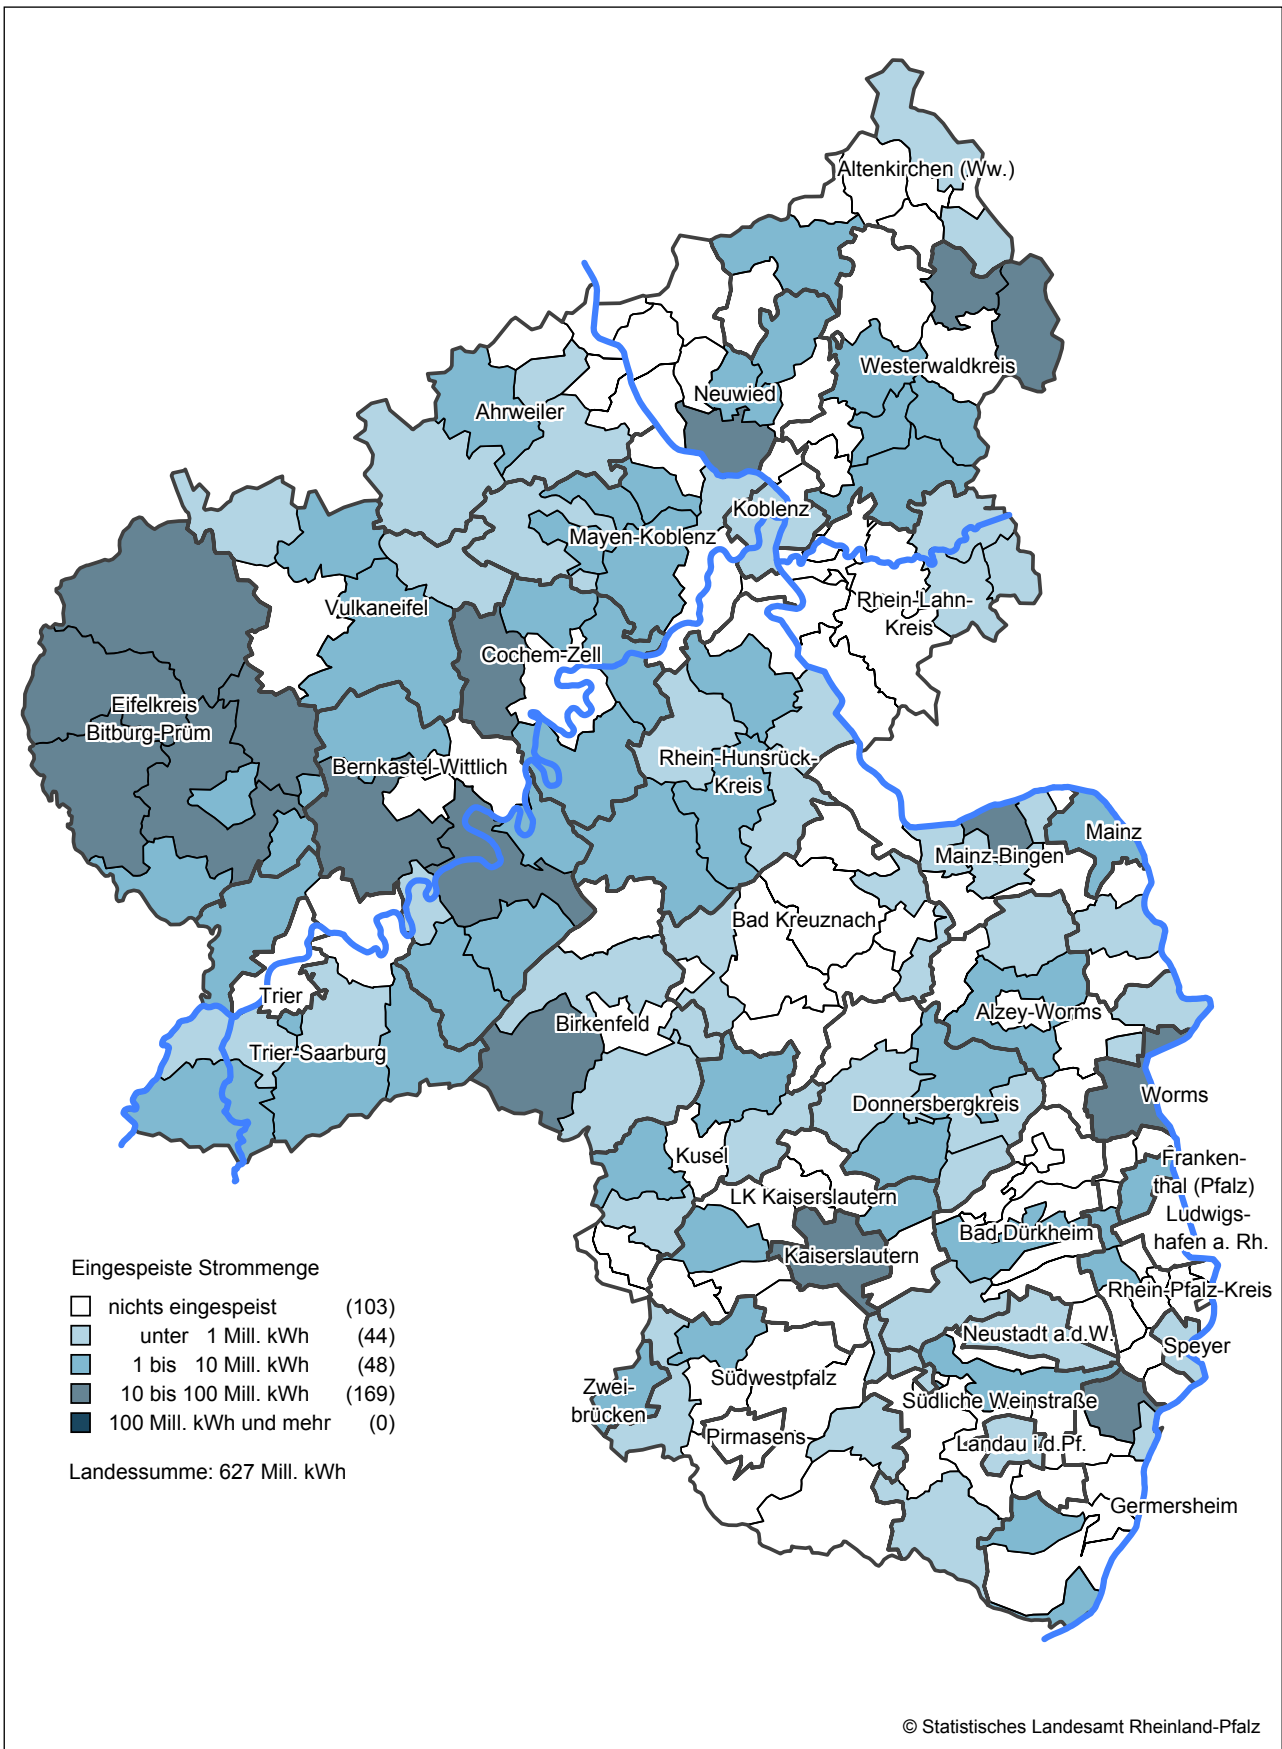 Altenkirchen (Ww.)
Westerwaldkreis
Neuwied
Ahrweiler
Koblenz
Mayen-Koblenz
Vulkaneifel
Rhein-Lahn-
Kreis
Cochem-Zell
Eifelkreis
Bitburg-Prüm
Bernkastel-Wittlich
Rhein-Hunsrück-
Kreis
Mainz
Mainz-Bingen
Bad Kreuznach
Trier
Birkenfeld
Alzey-Worms
Trier-Saarburg
Worms
Donnersbergkreis
Kusel
Franken-
thal (Pfalz)
LK Kaiserslautern
Ludwigs-
hafen a. Rh.
Bad Dürkheim
Kaiserslautern
Rhein-Pfalz-Kreis
Neustadt a.d.W.
Speyer
Südwestpfalz
Zwei-
brücken
Südliche Weinstraße
Pirmasens
Landau i.d.Pf.
Germersheim
Eingespeiste Strommenge
nichts eingespeist (103)
unter 1 Mill. kWh (44)
1 bis 10 Mill. kWh (48)
10 bis 100 Mill. kWh (169)
100 Mill. kWh und mehr (0)
Landessumme: 627 Mill. kWh
© Statistisches Landesamt Rheinland-Pfalz